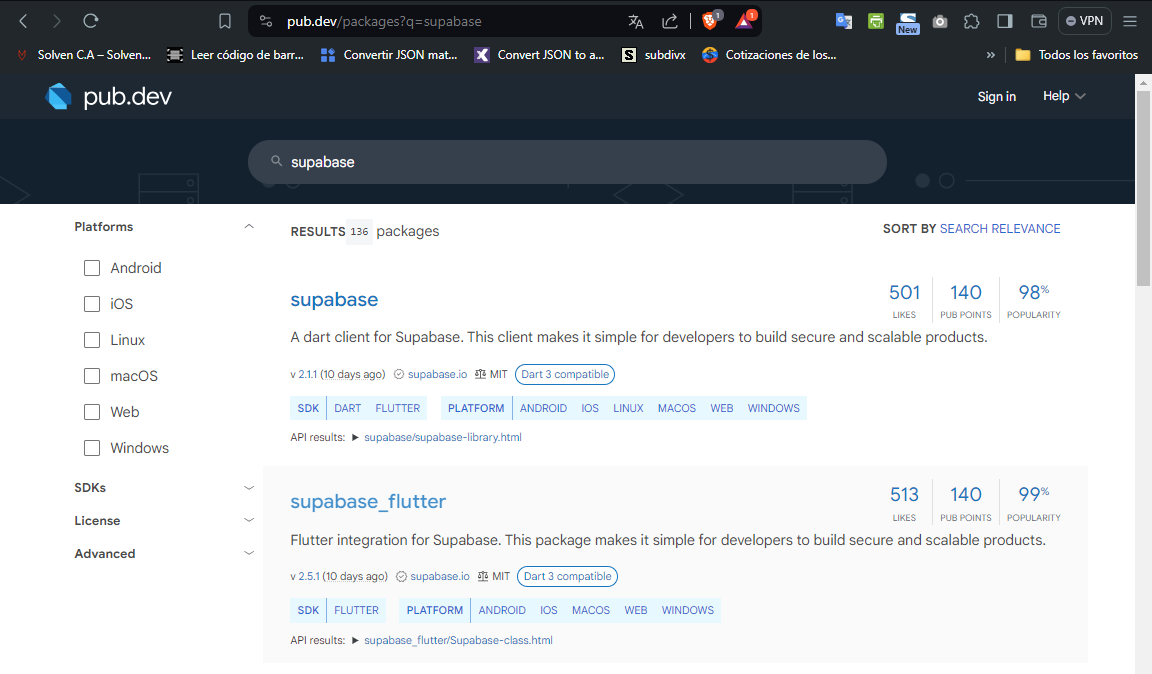 pub.dev/packages?q=supabase
1
1
New
VPN
Solven C.A – Solven...
Leer código de barr...
Convertir JSON mat...
Convert JSON to a...
S
subdivx
Cotizaciones de los...
»
Todos los favoritos
pub.dev
Sign in
Help
supabase
Platforms
RESULTS 136 packages
SORT BY SEARCH RELEVANCE
Android
iOS
Linux
macOS
Web
Windows
SDKs
License
Advanced
supabase
501
LIKES
140
PUB POINTS
98%
POPULARITY
A dart client for Supabase. This client makes it simple for developers to build secure and scalable products.
v 2.1.1 (10 days ago) supabase.io MIT Dart 3 compatible
SDK DART FLUTTER PLATFORM ANDROID IOS LINUX MACOS WEB WINDOWS
API results: ▶ supabase/supabase-library.html
supabase_flutter
513
LIKES
140
PUB POINTS
99%
POPULARITY
Flutter integration for Supabase. This package makes it simple for developers to build secure and scalable products.
v 2.5.1 (10 days ago) supabase.io MIT Dart 3 compatible
SDK FLUTTER PLATFORM ANDROID IOS MACOS WEB WINDOWS
API results: ▶ supabase_flutter/Supabase-class.html